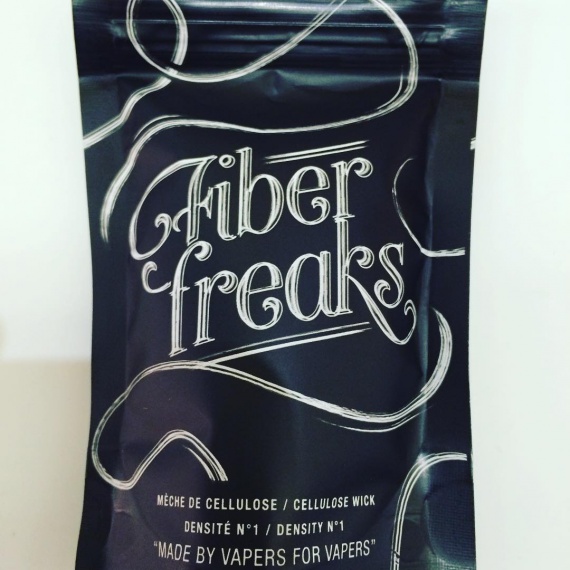 Fiber
freaks
MÈCHE DE CELLULOSE / CELLULOSE WICK
DENSITÉ N°1 / DENSITY N°1
"MADE BY VAPERS FOR VAPERS"